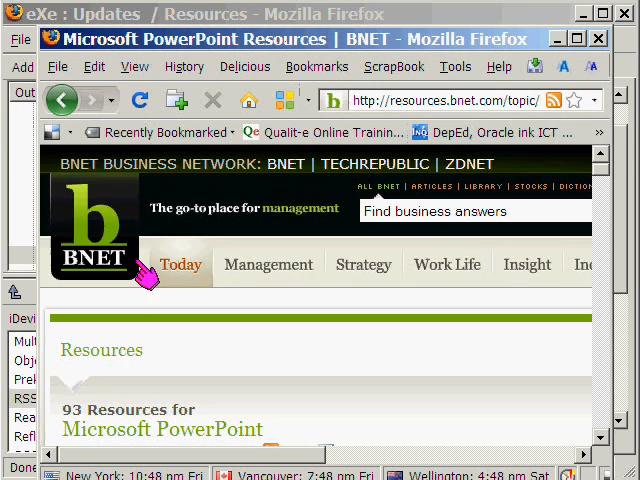 eXe : Updates / Resources - Mozilla Firefox
File
Microsoft PowerPoint Resources | BNET - Mozilla Firefox
File Edit View History Delicious Bookmarks ScrapBook Tools Help
Add
Out
http://resources.bnet.com/topic/
Recently Bookmarked Qe Qualit-e Online Trainin... INQ DepEd, Oracle ink ICT ... »
BNET BUSINESS NETWORK: BNET | TECHREPUBLIC | ZDNET
ALL BNET | ARTICLES | LIBRARY | STOCKS | DICTION
b
BNET
The go-to place for management
Find business answers
Today Management Strategy Work Life Insight Inc
iDevi
Mult
Obje
Prek
RSS
Rea
Refl
Resources
93 Resources for
Microsoft PowerPoint
Done
New York: 10:48 pm Fri Vancouver: 7:48 pm Fri Wellington: 4:48 pm Sat